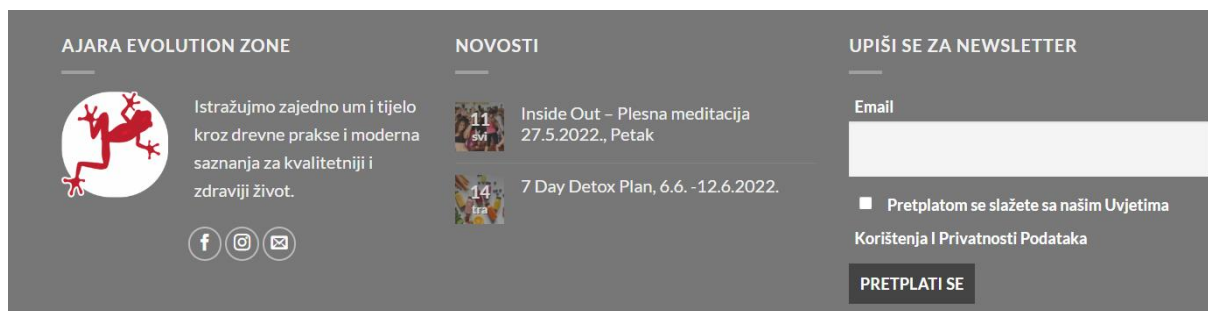 AJARA EVOLUTION ZONE
Istražujmo zajedno um i tijelo
kroz drevne prakse i moderna
saznanja za kvalitetniji i
zdraviji život.
NOVOSTI
11
svi
Inside Out – Plesna meditacija
27.5.2022., Petak
14
tra
7 Day Detox Plan, 6.6. -12.6.2022.
UPIŠI SE ZA NEWSLETTER
Email
Pretplatom se slažete sa našim Uvjetima
Korištenja I Privatnosti Podataka
PRETPLATI SE